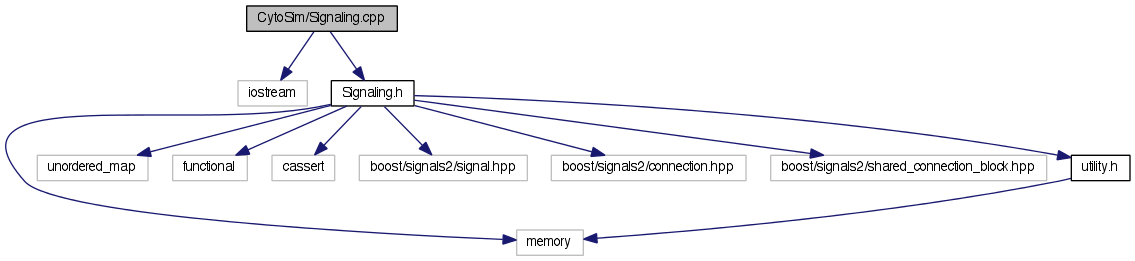 CytoSim/Signaling.cpp
iostream
Signaling.h
unordered_map
functional
cassert
boost/signals2/signal.hpp
boost/signals2/connection.hpp
boost/signals2/shared_connection_block.hpp
utility.h
memory